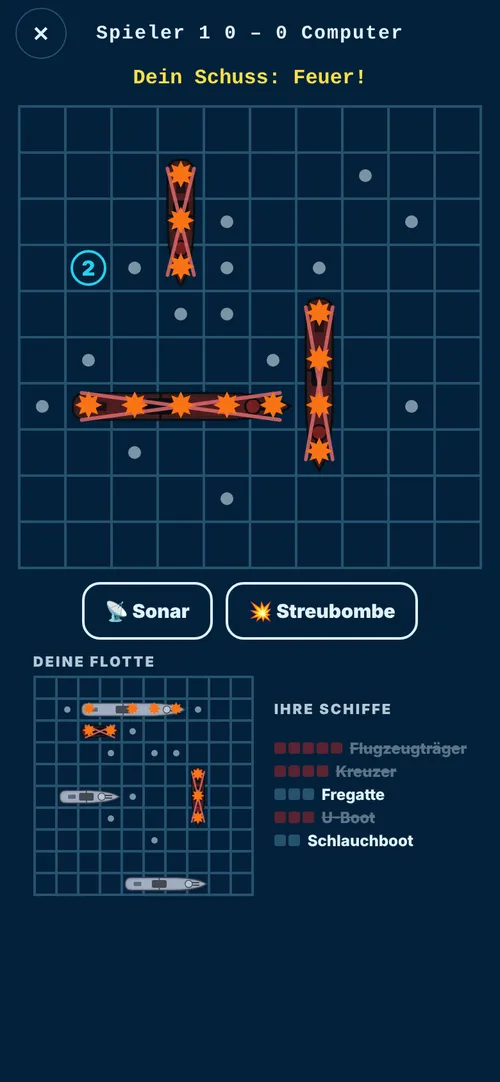 Spieler 1 0 – 0 Computer
Dein Schuss: Feuer!
2
Sonar
Streubombe
DEINE FLOTTE
IHRE SCHIFFE
Flugzeugträger
Kreuzer
Fregatte
U-Boot
Schlauchboot